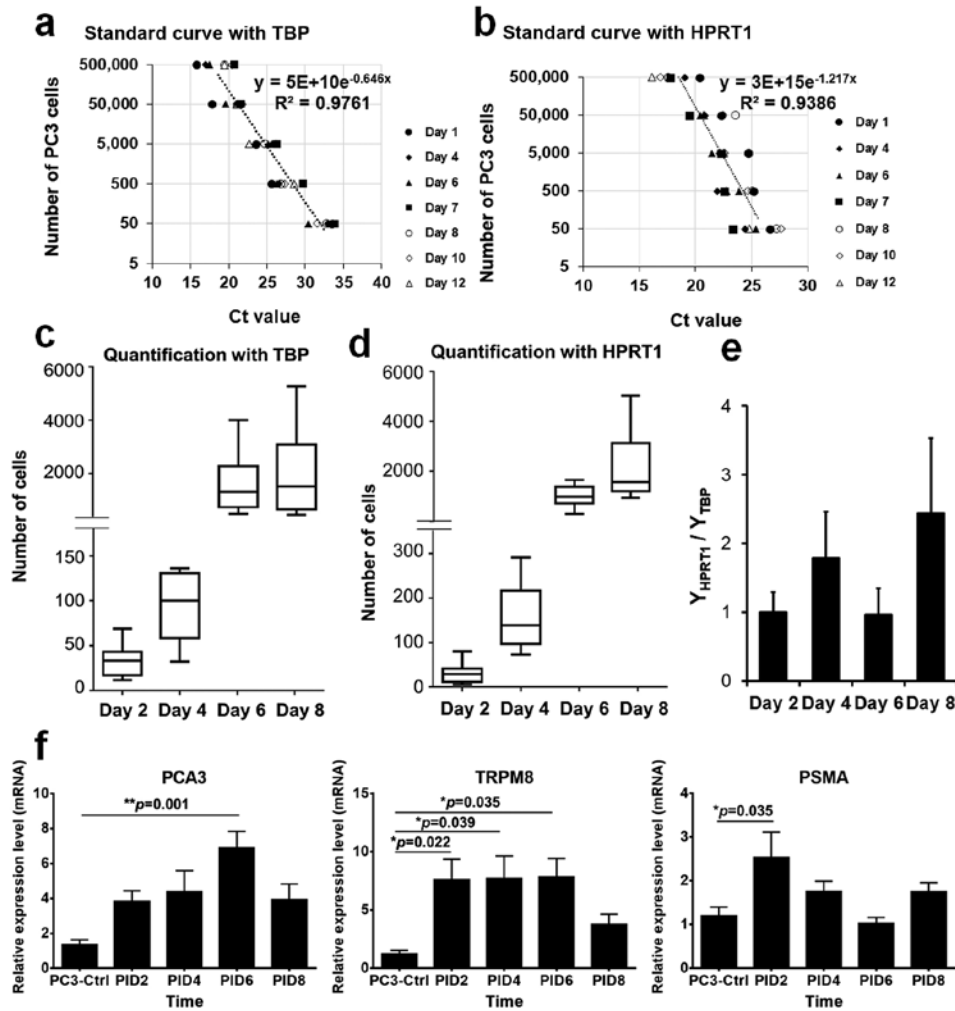 a
Standard curve with TBP
Number of PC3 cells
500,000
50,000
5,000
500
50
5
10 15 20 25 30 35 40
Ct value
y = 5E+10e^-0.646x
R² = 0.9761
Day 1
Day 4
Day 6
Day 7
Day 8
Day 10
Day 12
b
Standard curve with HPRT1
Number of PC3 cells
500,000
50,000
5,000
500
50
5
10 15 20 25 30
Ct value
y = 3E+15e^-1.217x
R² = 0.9386
Day 1
Day 4
Day 6
Day 7
Day 8
Day 10
Day 12
c
Quantification with TBP
Number of cells
6000
4000
2000
150
100
50
0
Day 2 Day 4 Day 6 Day 8
d
Quantification with HPRT1
Number of cells
6000
4000
2000
300
200
100
0
Day 2 Day 4 Day 6 Day 8
e
Y_HPRT1 / Y_TBP
4
3
2
1
0
Day 2 Day 4 Day 6 Day 8
f
PCA3
Relative expression level (mRNA)
10
8
6
4
2
0
**p=0.001
PC3-Ctrl PID2 PID4 PID6 PID8
Time
TRPM8
Relative expression level (mRNA)
15
10
5
0
*p=0.035
*p=0.039
*p=0.022
PC3-Ctrl PID2 PID4 PID6 PID8
Time
PSMA
Relative expression level (mRNA)
4
3
2
1
0
*p=0.035
PC3-Ctrl PID2 PID4 PID6 PID8
Time